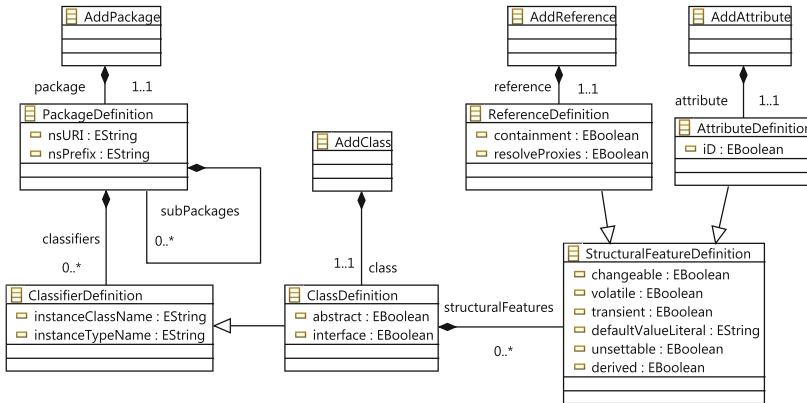 AddPackage
AddReference
AddAttribute
package
1..1
reference
1..1
attribute
1..1
PackageDefinition
nsURI : EString
nsPrefix : EString
ReferenceDefinition
containment : EBoolean
resolveProxies : EBoolean
AttributeDefinition
iD : EBoolean
AddClass
subPackages
0..*
classifiers
0..*
1..1
class
StructuralFeatureDefinition
changeable : EBoolean
volatile : EBoolean
transient : EBoolean
defaultValueLiteral : EString
unsettable : EBoolean
derived : EBoolean
ClassifierDefinition
instanceClassName : EString
instanceTypeName : EString
ClassDefinition
abstract : EBoolean
interface : EBoolean
structuralFeatures
0..*